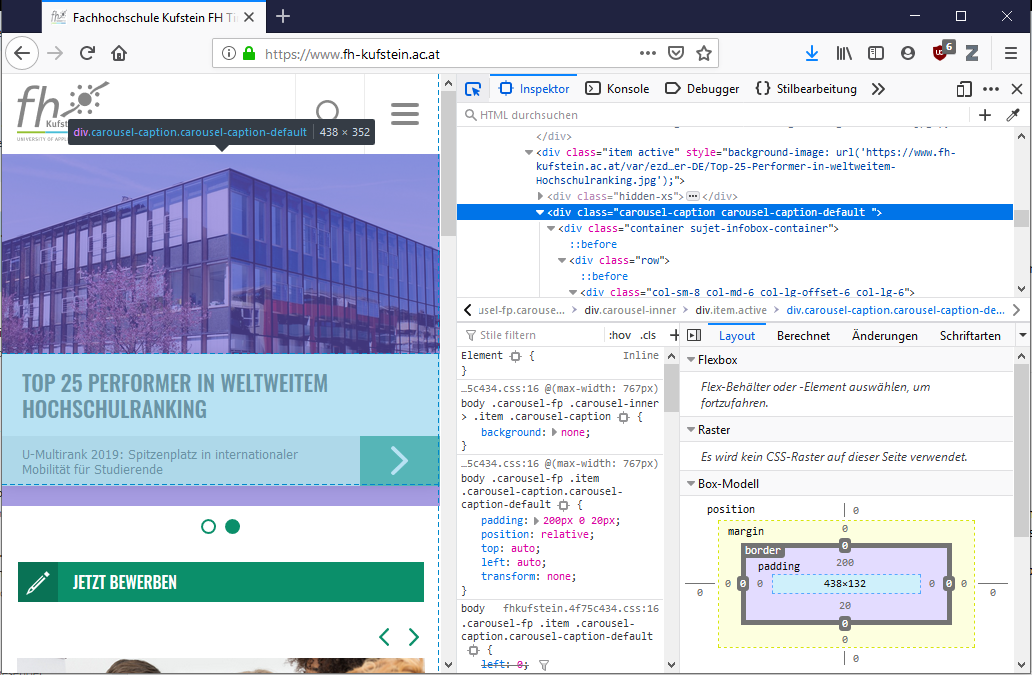 Fachhochschule Kufstein FH Ti
https://www.fh-kufstein.ac.at
6
Z
fh
Kufs
UNIVERSITY OF APPL
div.carousel-caption.carousel-caption-default 438 × 352
TOP 25 PERFORMER IN WELTWEITEM
HOCHSCHULRANKING
U-Multirank 2019: Spitzenplatz in internationaler
Mobilität für Studierende
JETZT BEWERBEN
Inspektor Konsole Debugger {} Stilbearbeitung
HTML durchsuchen
</div>
<div class="item active" style="background-image: url('https://www.fh-
kufstein.ac.at/var/ezd…er-DE/Top-25-Performer-in-weltweitem-
Hochschulranking.jpg');">
<div class="hidden-xs"></div>
<div class="carousel-caption carousel-caption-default ">
<div class="container sujet-infobox-container">
::before
<div class="row">
::before
<div class="col-sm-8 col-md-6 col-lg-offset-6 col-lg-6">
usel-fp.carouse… div.carousel-inner div.item.active div.carousel-caption.carousel-caption-de…
Stile filtern :hov .cls +
Element { Inline
}
…5c434.css:16 @(max-width: 767px)
body .carousel-fp .carousel-inner
> .item .carousel-caption {
background: none;
}
…5c434.css:16 @(max-width: 767px)
body .carousel-fp .item
.carousel-caption.carousel-
caption-default {
padding: 200px 0 20px;
position: relative;
top: auto;
left: auto;
transform: none;
}
body fhkufstein.4f75c434.css:16
.carousel-fp .item .carousel-
caption.carousel-caption-default
{
left: 0;
Layout Berechnet Änderungen Schriftarten
Flexbox
Flex-Behälter oder -Element auswählen, um
fortzufahren.
Raster
Es wird kein CSS-Raster auf dieser Seite verwendet.
Box-Modell
position 0
margin 0
border 0
padding 200
0 0 0 0 438×132 0 0 0 0
20
0
0
0